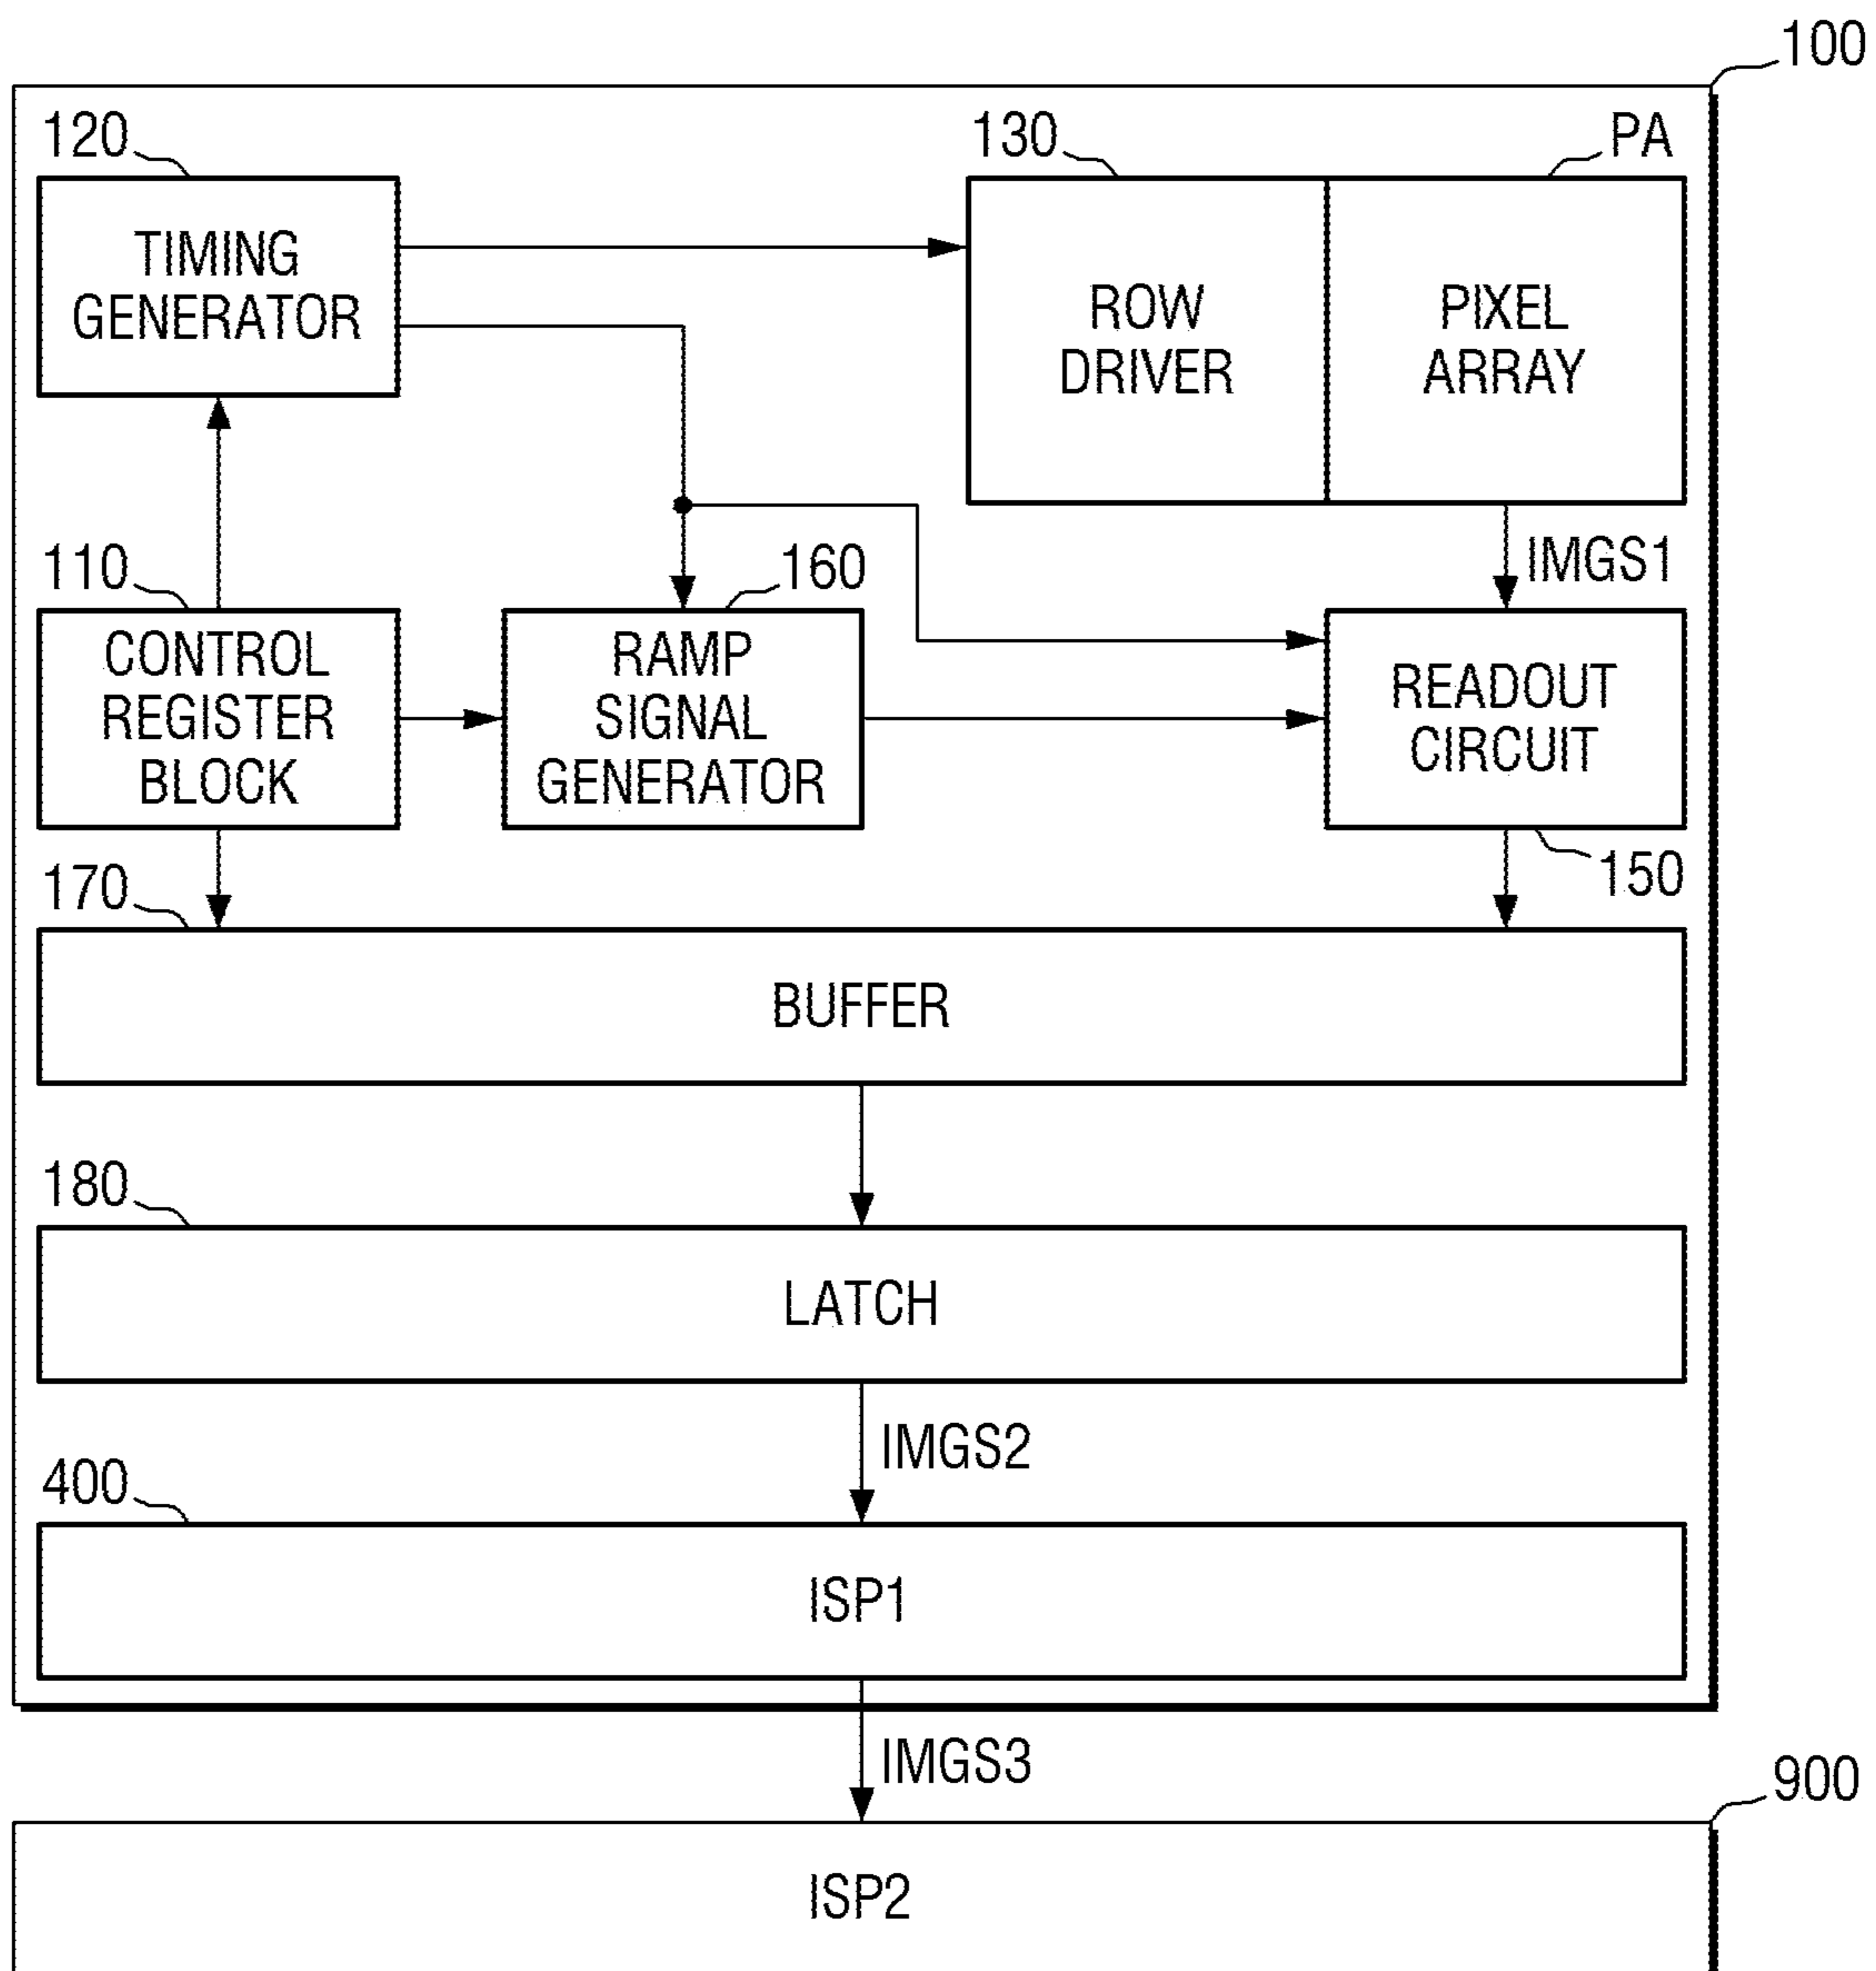 100
120
130
PA
TIMING
GENERATOR
ROW
DRIVER
PIXEL
ARRAY
IMGS1
110
160
CONTROL
REGISTER
BLOCK
RAMP
SIGNAL
GENERATOR
READOUT
CIRCUIT
150
170
BUFFER
180
LATCH
IMGS2
400
ISP1
IMGS3
900
ISP2